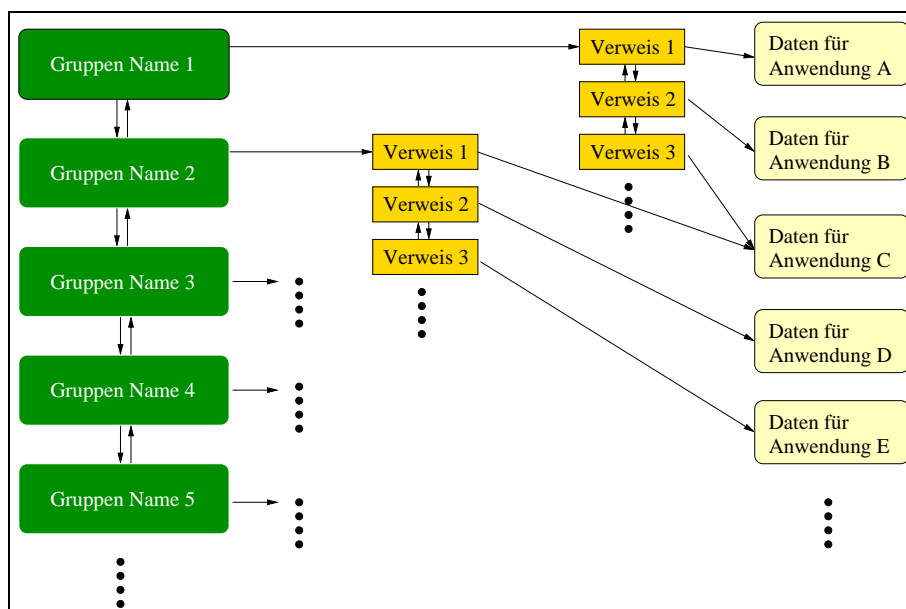 Gruppen Name 1
Verweis 1
Daten für
Anwendung A
Verweis 2
Gruppen Name 2
Verweis 1
Verweis 3
Daten für
Anwendung B
Verweis 2
Gruppen Name 3
Verweis 3
Daten für
Anwendung C
Gruppen Name 4
Daten für
Anwendung D
Gruppen Name 5
Daten für
Anwendung E